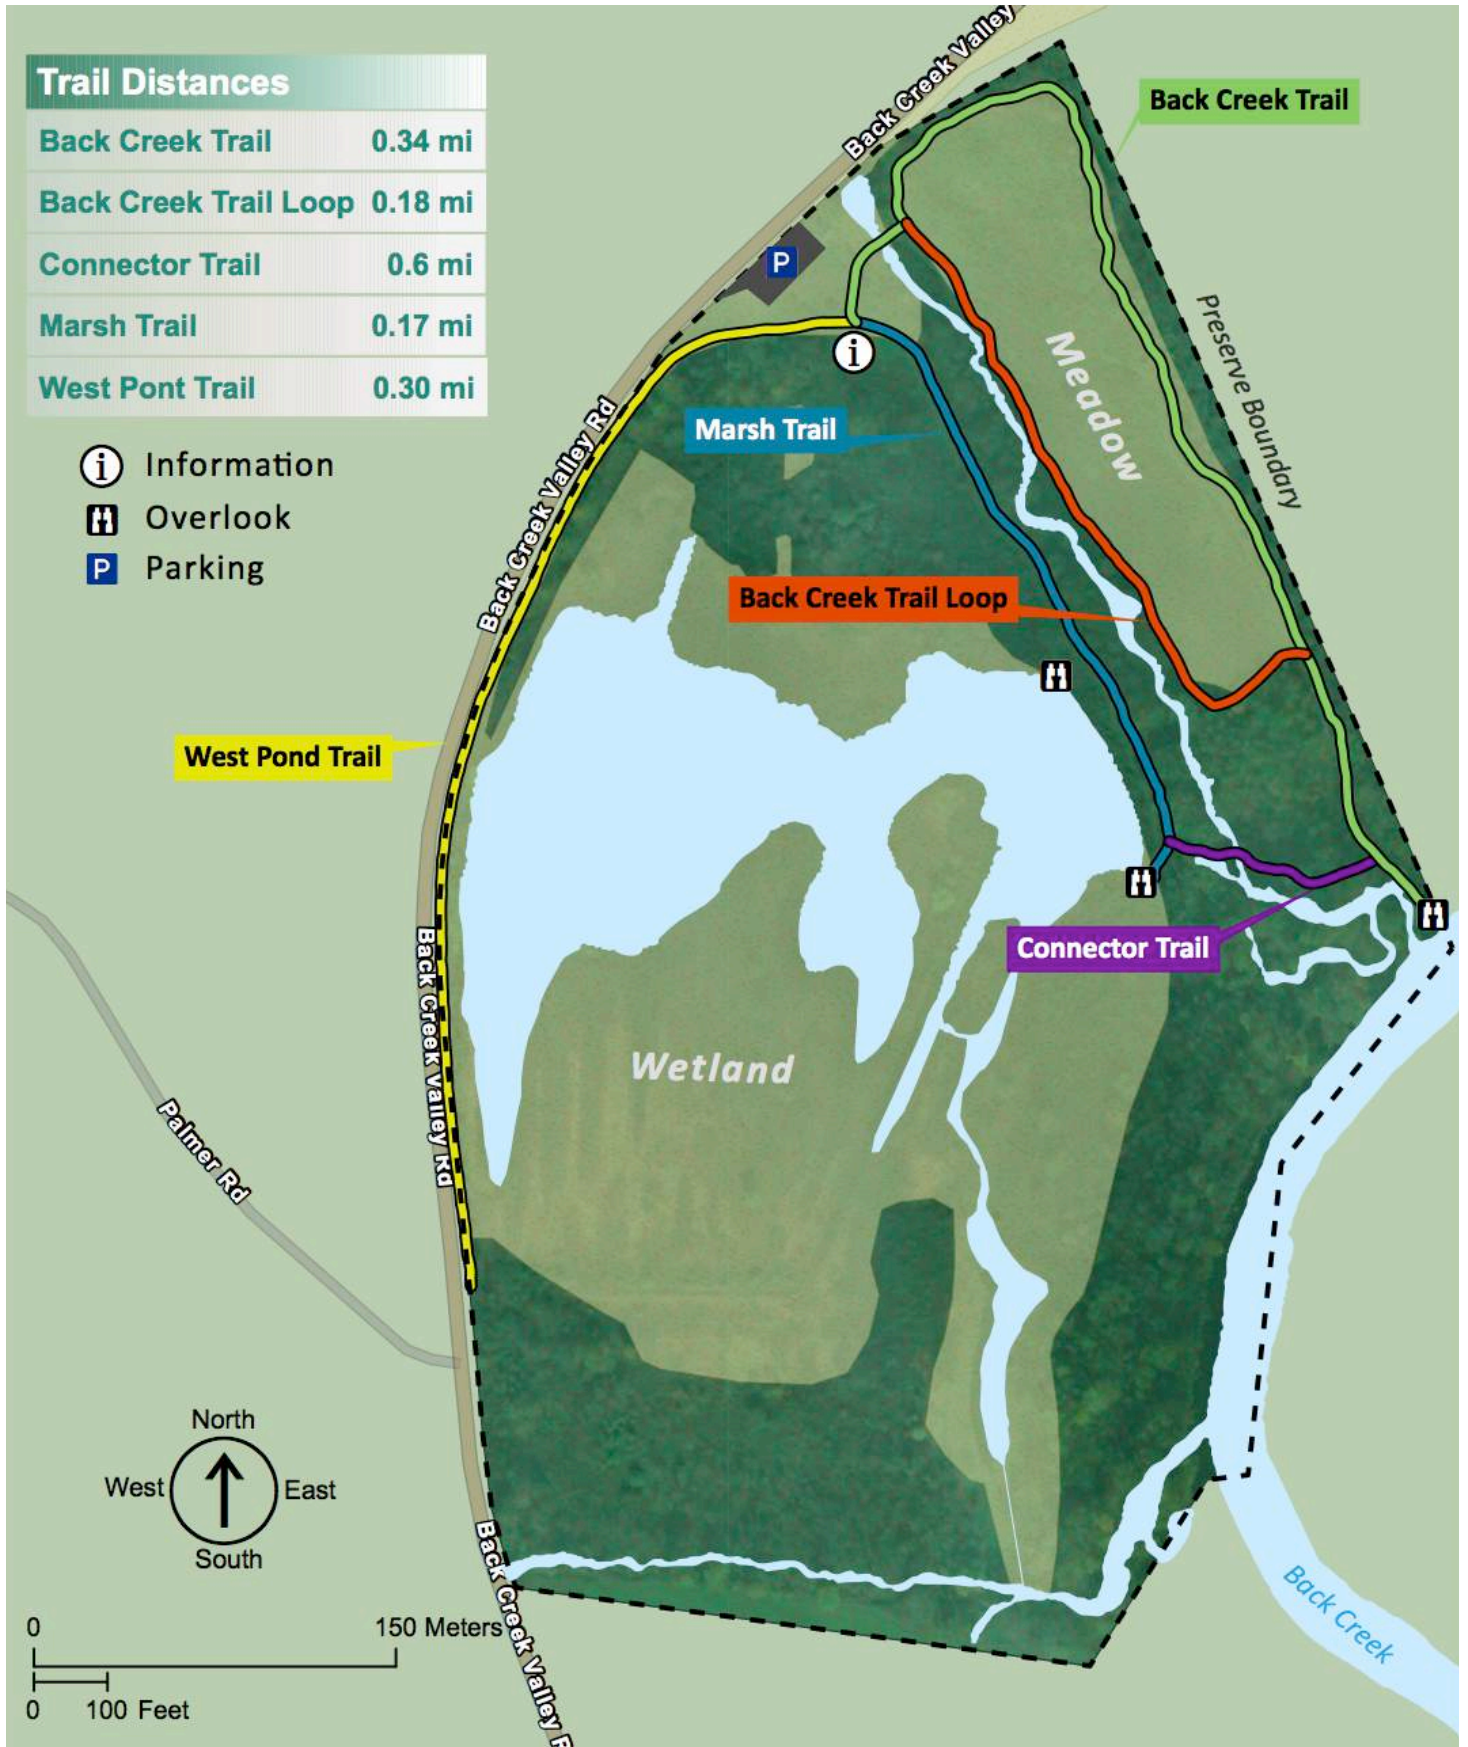 Trail Distances
Back Creek Trail 0.34 mi
Back Creek Trail Loop 0.18 mi
Connector Trail 0.6 mi
Marsh Trail 0.17 mi
West Pont Trail 0.30 mi
i Information
Overlook
P Parking
Back Creek Valley
Back Creek Trail
P
i
Preserve Boundary
Meadow
Marsh Trail
Back Creek Valley Rd
Back Creek Trail Loop
West Pond Trail
Connector Trail
Back Creek Valley Rd
Wetland
Palmer Rd
North
West East
South
Back Creek Valley R
Back Creek
0 150 Meters
0 100 Feet